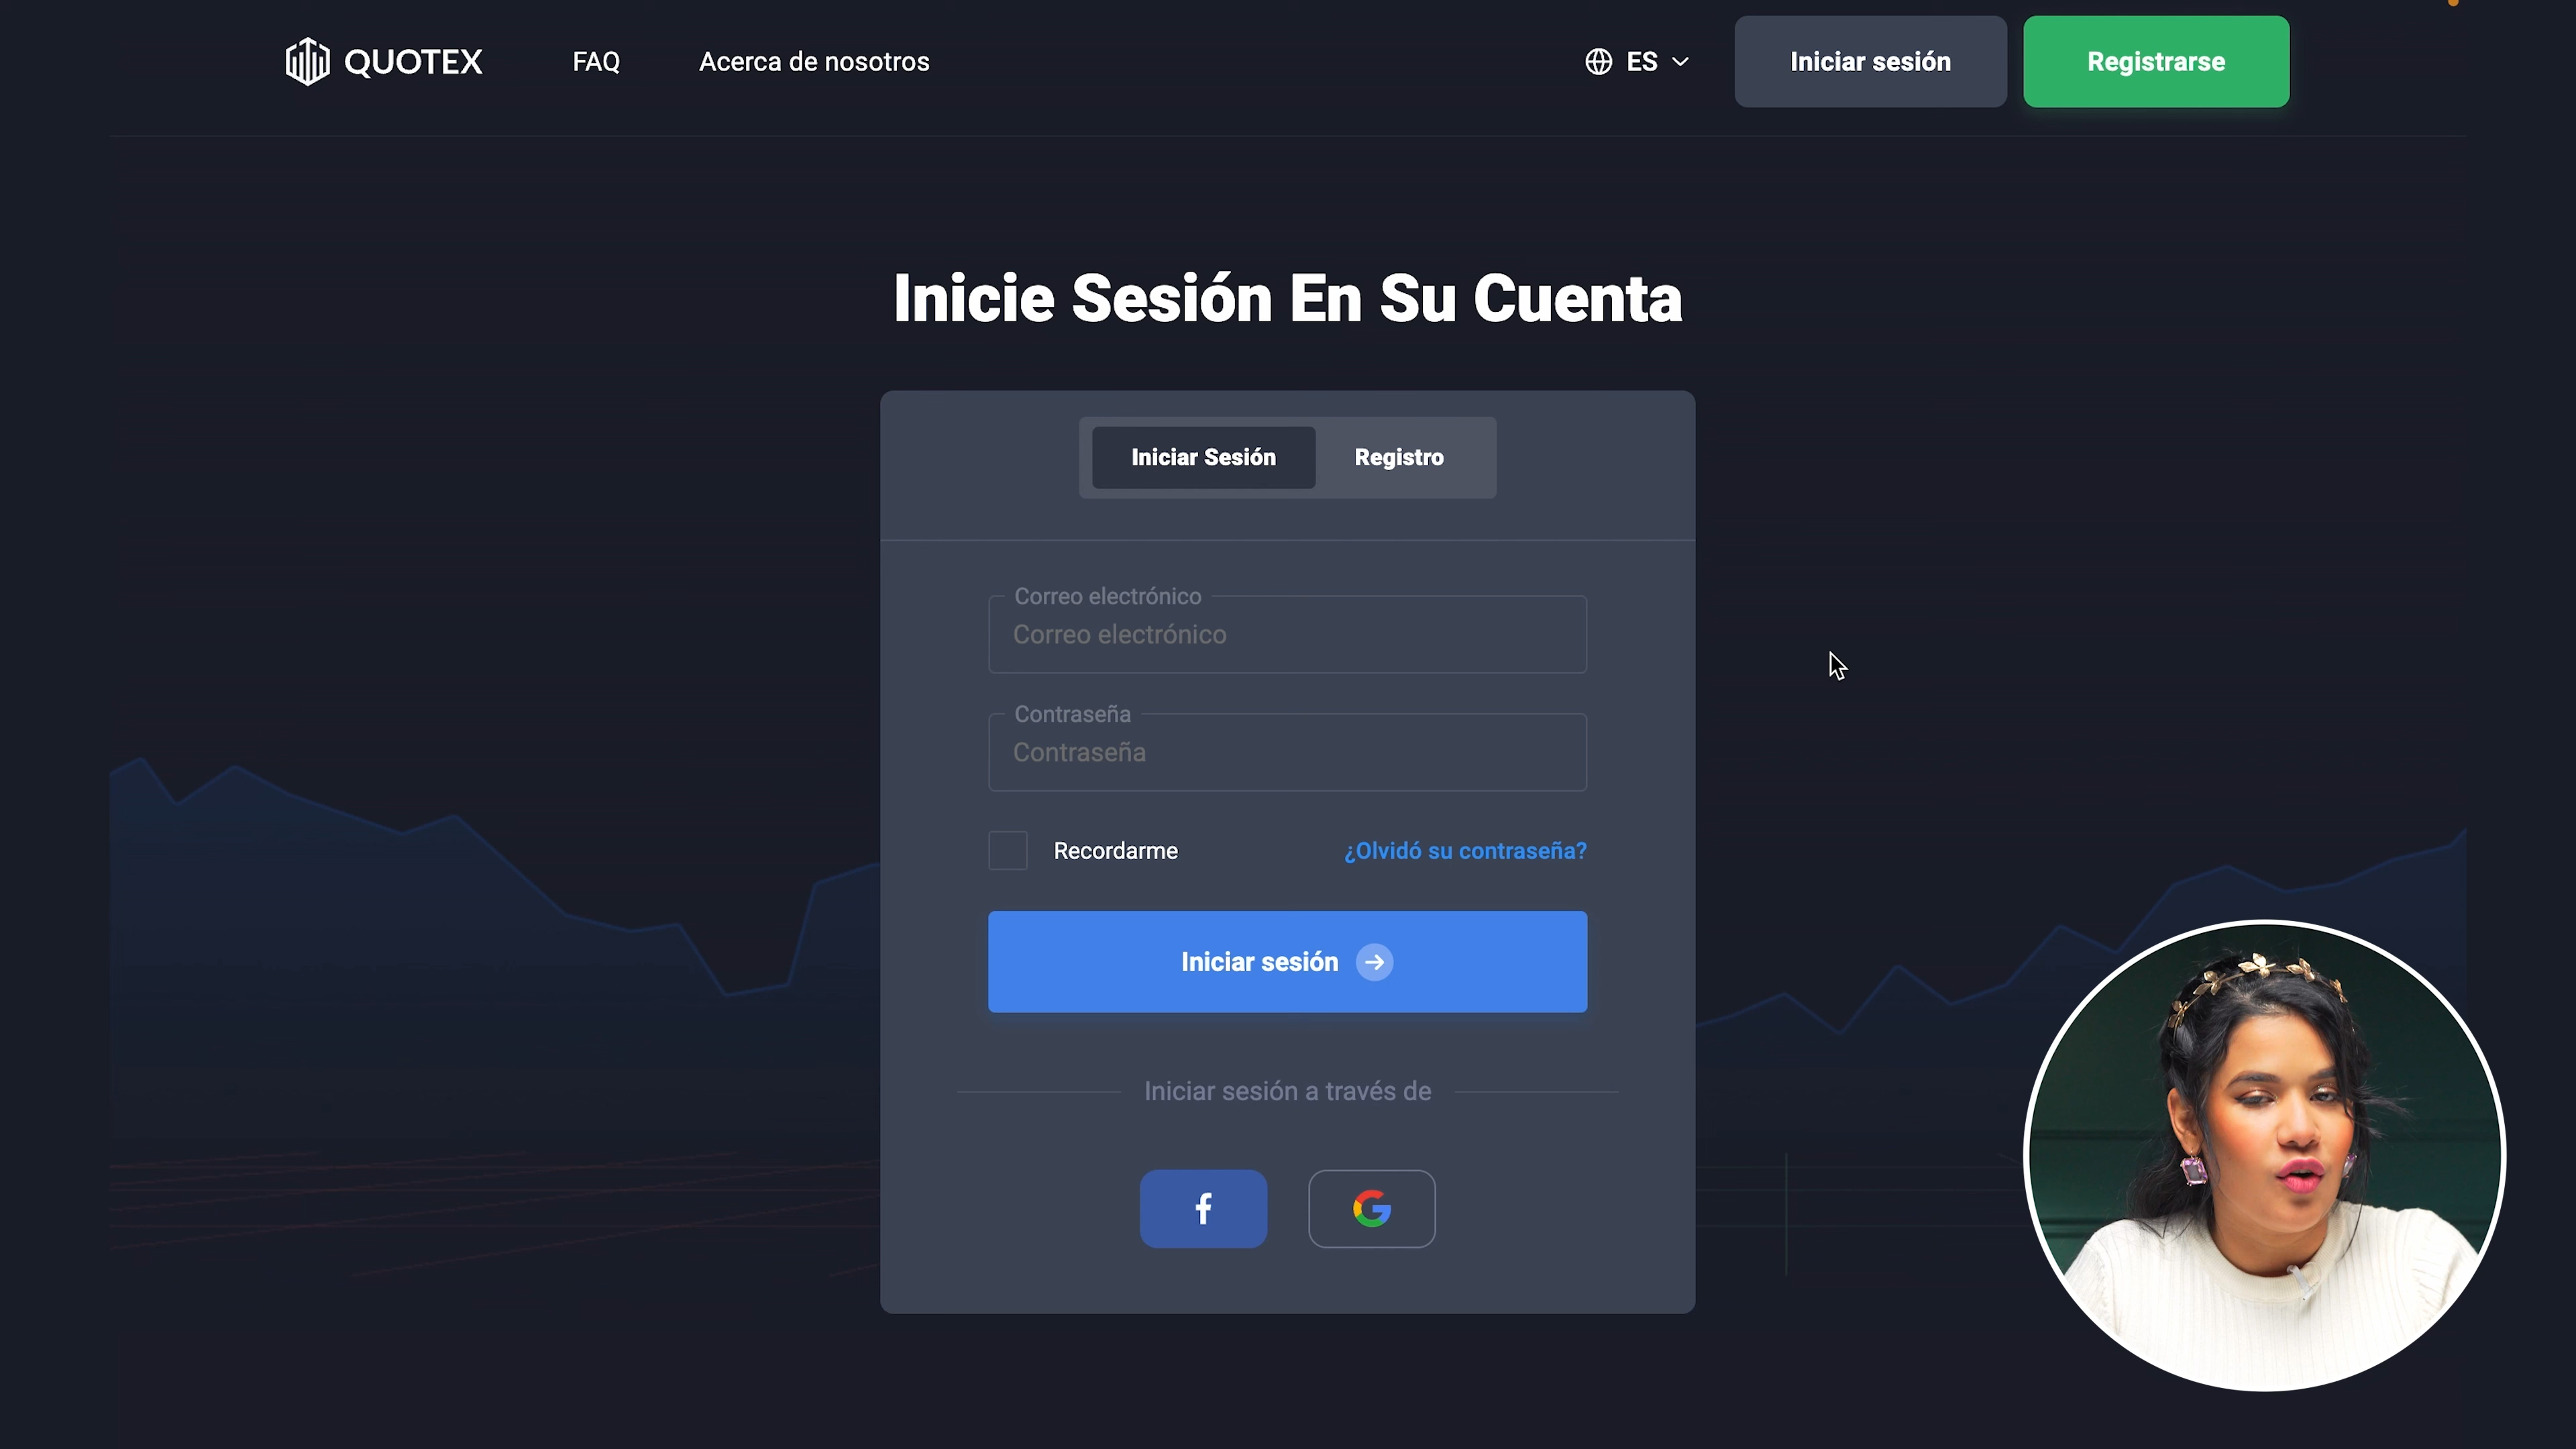 QUOTEX
FAQ
Acerca de nosotros
ES
Iniciar sesión
Registrarse
Inicie Sesión En Su Cuenta
Iniciar Sesión
Registro
Correo electrónico
Correo electrónico
Contraseña
Contraseña
Recordarme
¿Olvidó su contraseña?
Iniciar sesión
Iniciar sesión a través de